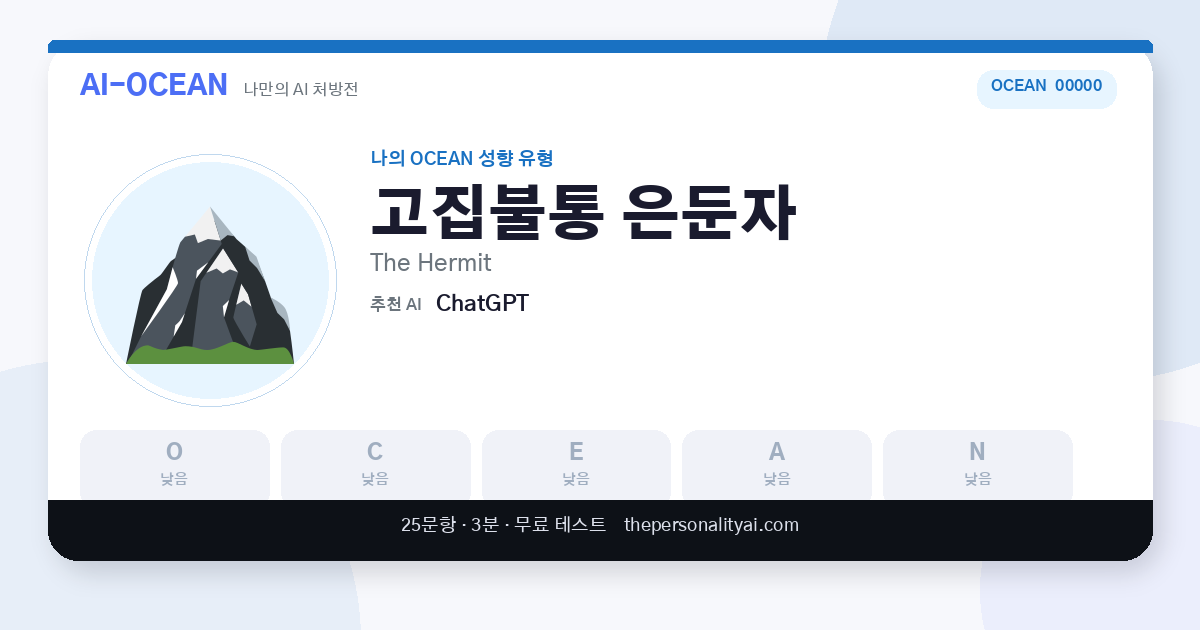 AI-OCEAN 나만의 AI 처방전
OCEAN 00000
나의 OCEAN 성향 유형
고집불통 은둔자
The Hermit
추천 AI ChatGPT
O C E A N
낮음 낮음 낮음 낮음 낮음
25문항 · 3분 · 무료 테스트 thepersonalityai.com